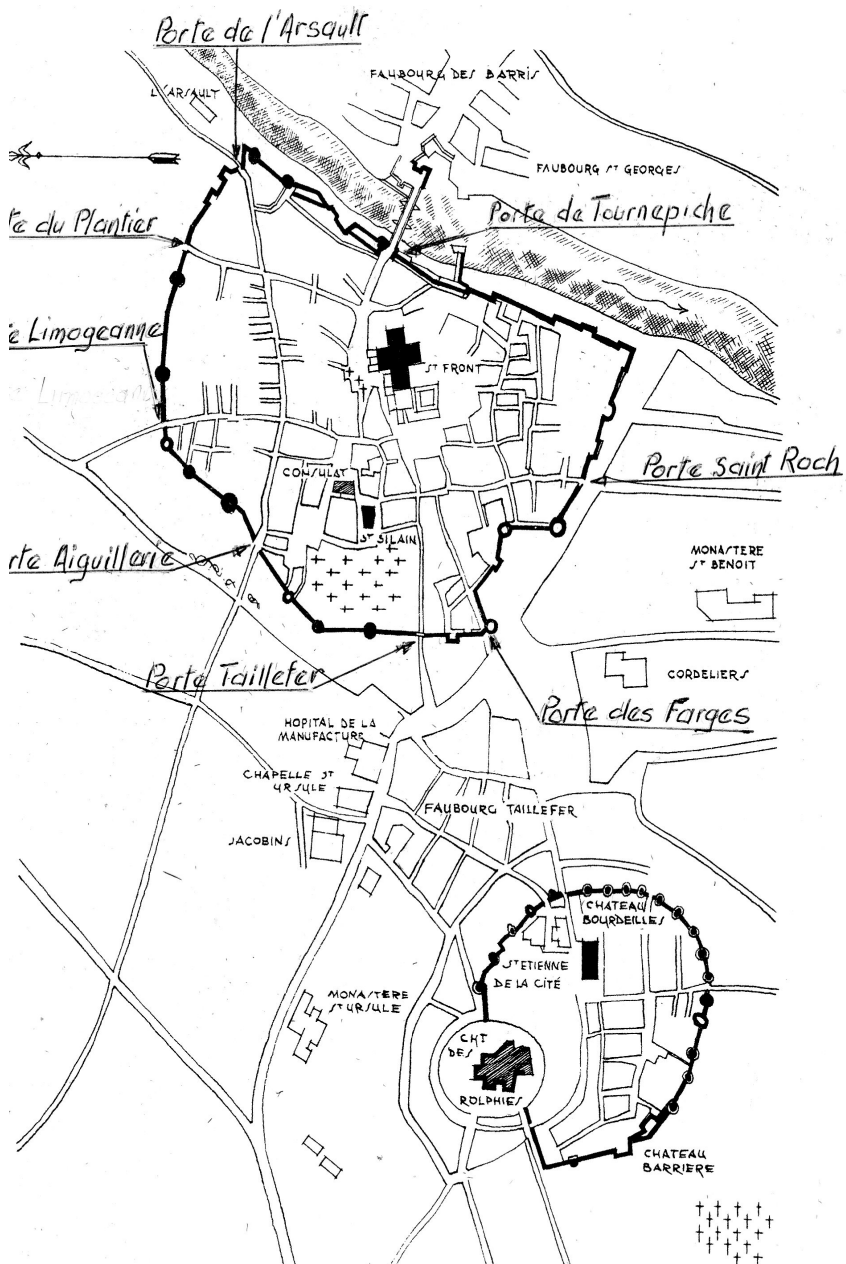 Porte de l'Arsault
FAUBOURG DES BARRIS
L'ARSAULT
FAUBOURG ST GEORGES
te du Plantier
Porte de Tournepiche
e Limogeanne
ST FRONT
CONSULAT
Porte Saint Roch
ST SILAIN
rte Aiguillerie
MONASTERE
ST BENOIT
Porte Taillefer
CORDELIERS
Porte des Farges
HOPITAL DE LA
MANUFACTURE
CHAPELLE ST
URSULE
FAUBOURG TAILLEFER
JACOBINS
CHATEAU
BOURDEILLES
ST ETIENNE
DE LA CITÉ
MONASTÈRE
ST URSULE
CHT
DES
ROLPHIES
CHATEAU
BARRIERE